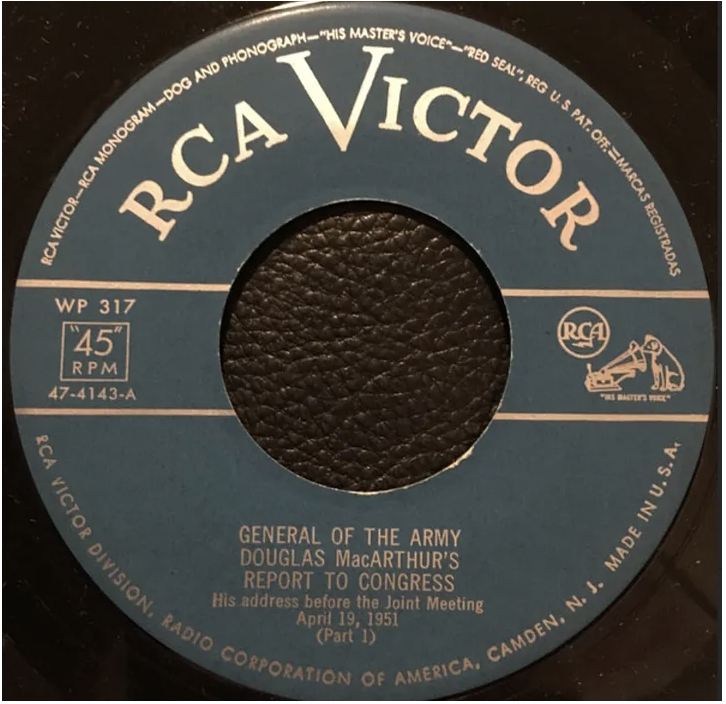 RCA VICTOR—RCA MONOGRAM—DOG AND PHONOGRAPH—"HIS MASTER'S VOICE"—"RED SEAL", REG. U. S. PAT. OFF.—MARCAS REGISTRADAS
RCA VICTOR
WP 317
"45"
RPM
47-4143-A
RCA
"HIS MASTER'S VOICE"
GENERAL OF THE ARMY
DOUGLAS MacARTHUR'S
REPORT TO CONGRESS
His address before the Joint Meeting
April 19, 1951
(Part 1)
RCA VICTOR DIVISION, RADIO CORPORATION OF AMERICA, CAMDEN, N. J. MADE IN U. S. A.